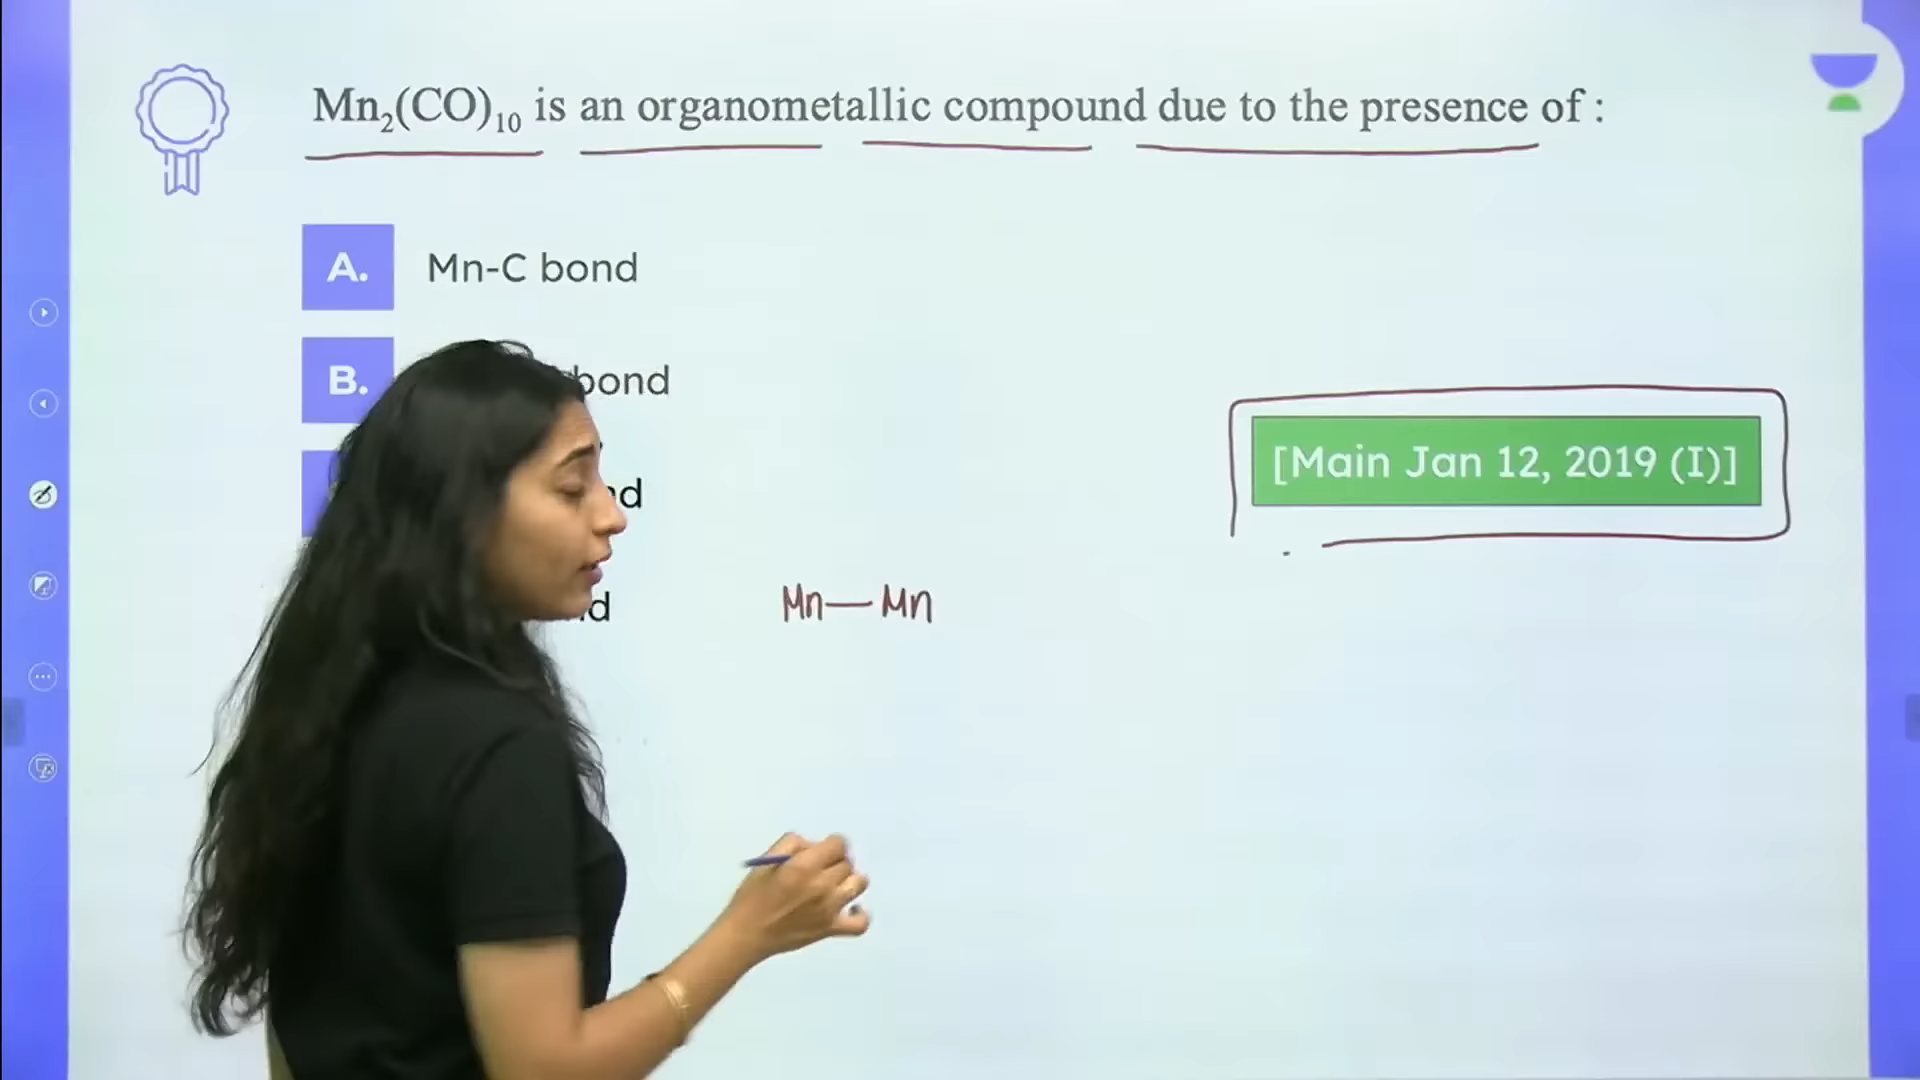 Mn₂(CO)₁₀ is an organometallic compound due to the presence of :
A. Mn-C bond
B. bond
[Main Jan 12, 2019 (I)]
Mn—Mn